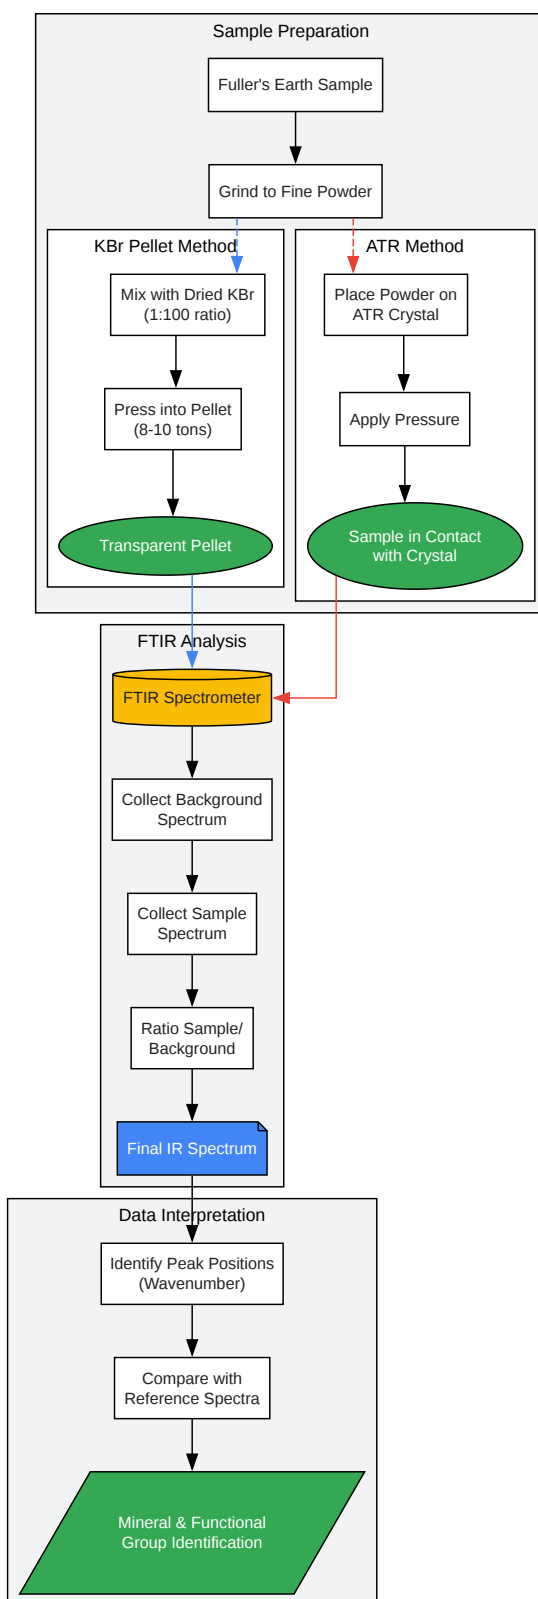 Sample Preparation
Fuller's Earth Sample
Grind to Fine Powder
KBr Pellet Method
Mix with Dried KBr
(1:100 ratio)
Press into Pellet
(8-10 tons)
Transparent Pellet
ATR Method
Place Powder on
ATR Crystal
Apply Pressure
Sample in Contact
with Crystal
FTIR Analysis
FTIR Spectrometer
Collect Background
Spectrum
Collect Sample
Spectrum
Ratio Sample/
Background
Final IR Spectrum
Data Interpretation
Identify Peak Positions
(Wavenumber)
Compare with
Reference Spectra
Mineral & Functional
Group Identification